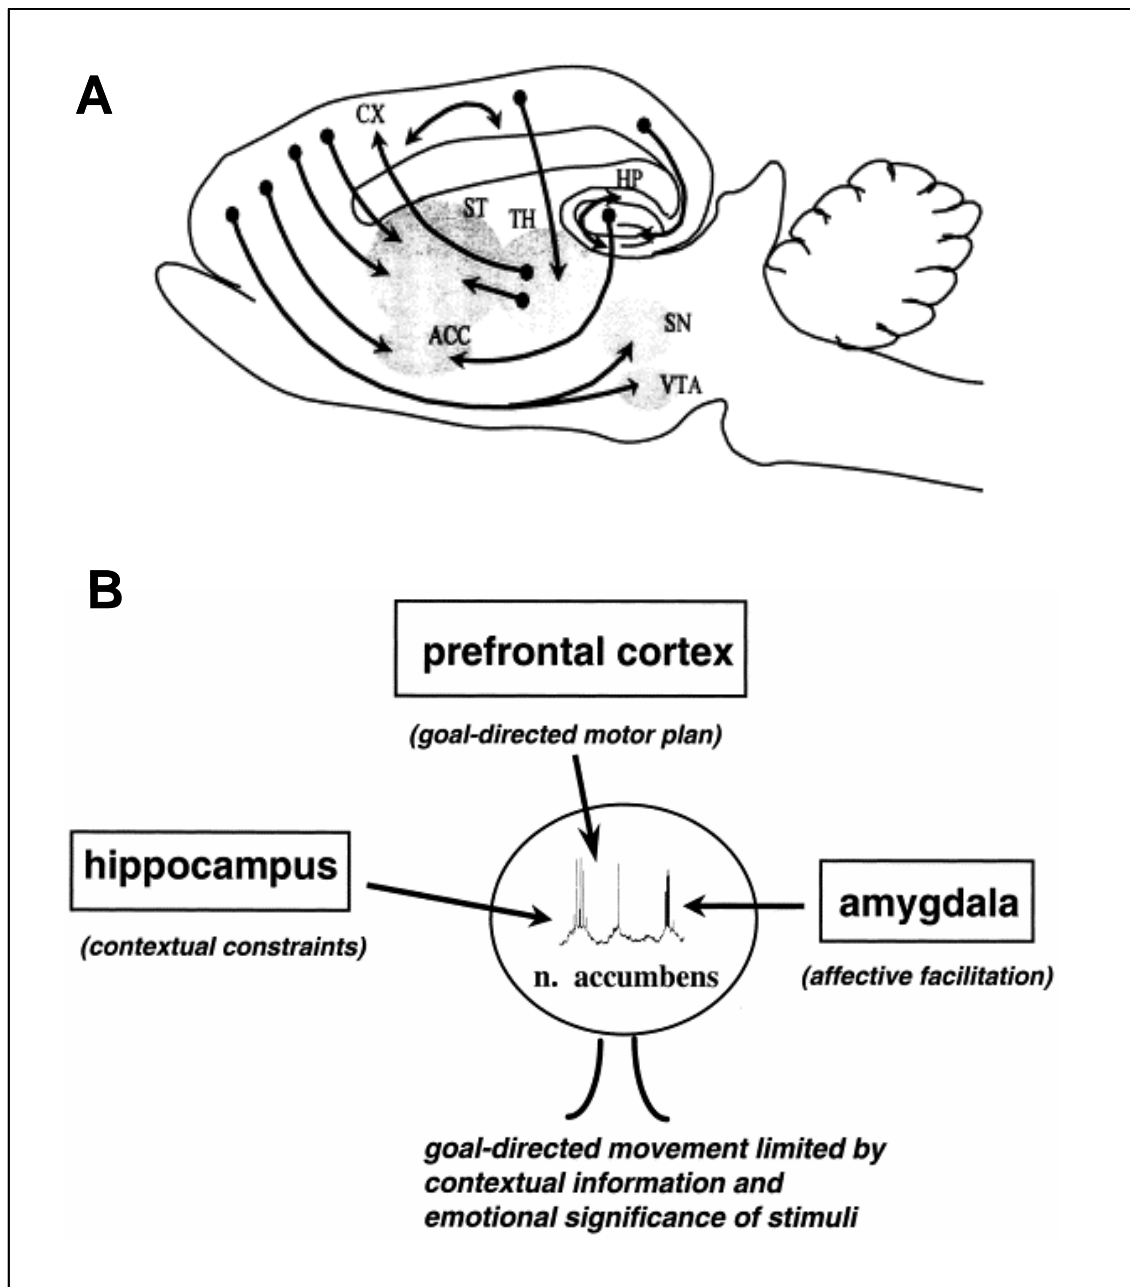 A
CX
HP
ST
TH
SN
ACC
VTA
B
prefrontal cortex
(goal-directed motor plan)
hippocampus
(contextual constraints)
amygdala
(affective facilitation)
n. accumbens
goal-directed movement limited by
contextual information and
emotional significance of stimuli